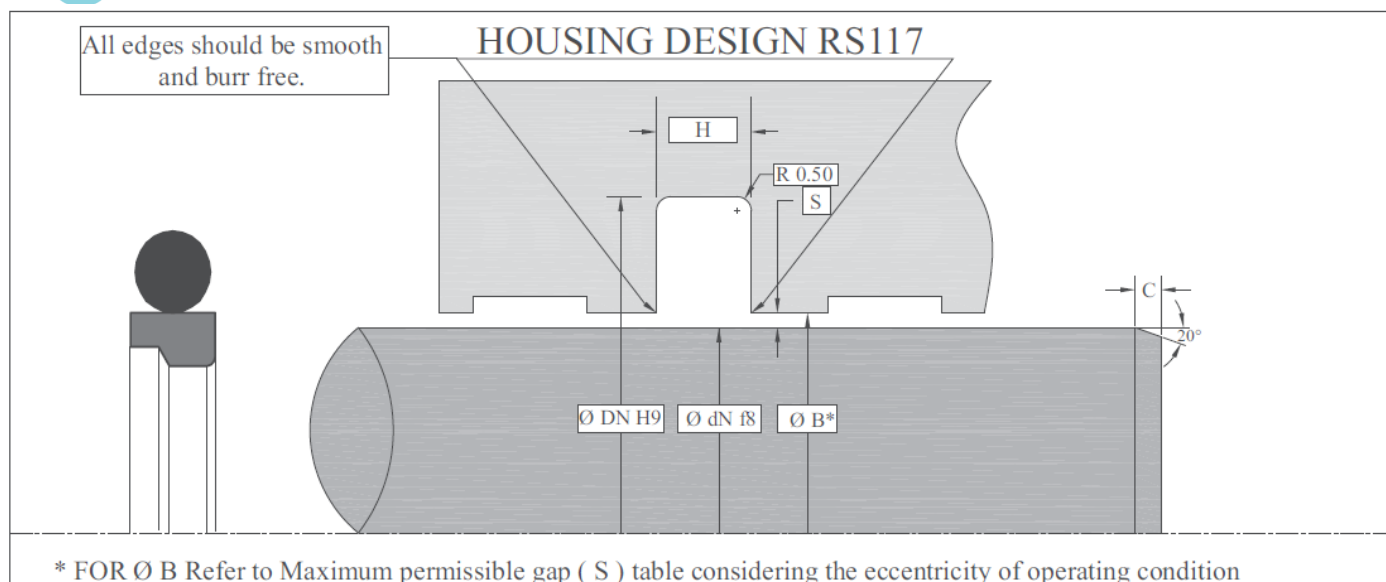 HOUSING DESIGN RS117
All edges should be smooth
and burr free.
H
R 0.50
S
C
20°
Ø DN H9
Ø dN f8
Ø B*
* FOR Ø B Refer to Maximum permissible gap ( S ) table considering the eccentricity of operating condition